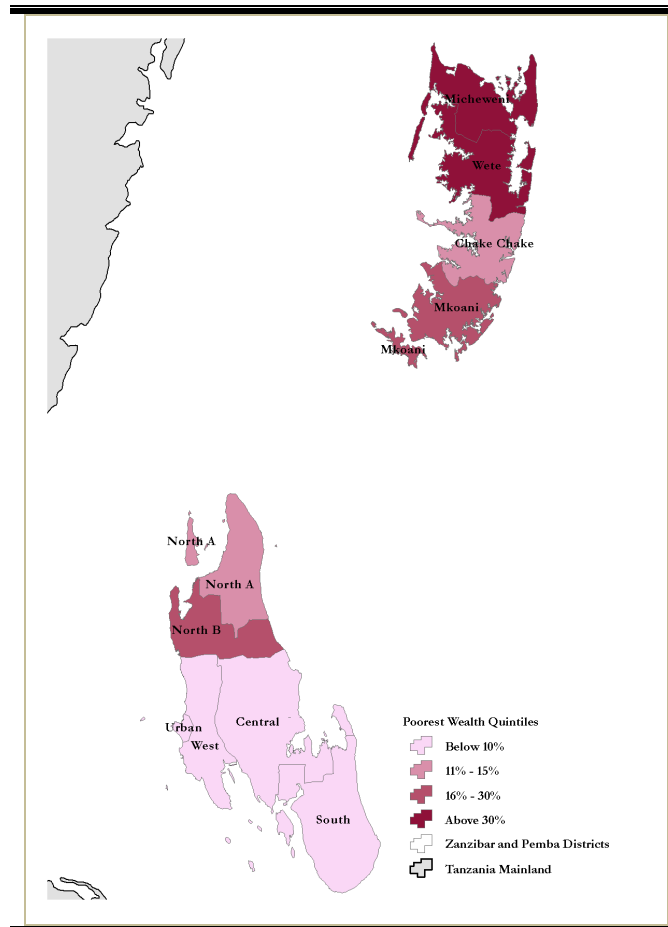 Micheweni
Wete
Chake Chake
Mkoani
Mkoani
North A
North A
North B
Urban
West
Central
South
Poorest Wealth Quintiles
Below 10%
11% - 15%
16% - 30%
Above 30%
Zanzibar and Pemba Districts
Tanzania Mainland